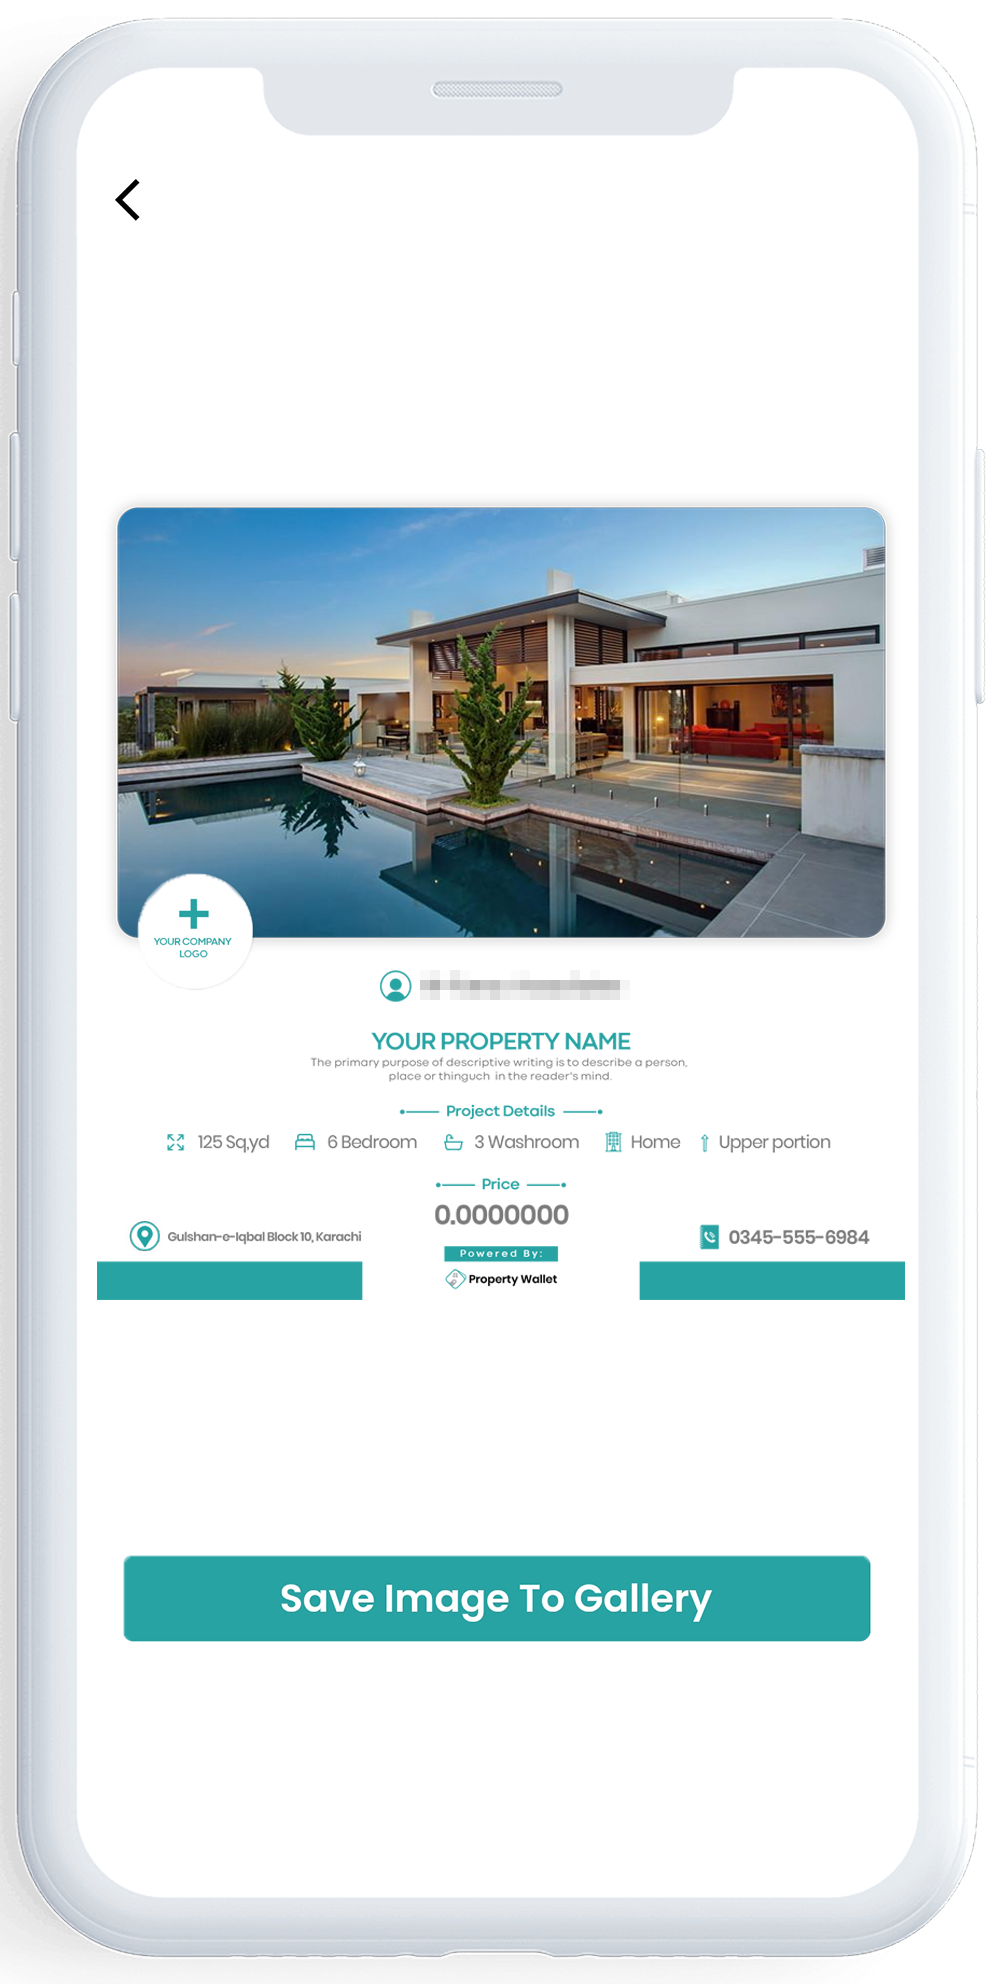 YOUR COMPANY
LOGO
YOUR PROPERTY NAME
The primary purpose of descriptive writing is to describe a person,
place or thinguch in the reader's mind.
Project Details
125 Sq,yd 6 Bedroom 3 Washroom Home Upper portion
Price
0.0000000
Gulshan-e-Iqbal Block 10, Karachi
0345-555-6984
Powered By:
Property Wallet
Save Image To Gallery